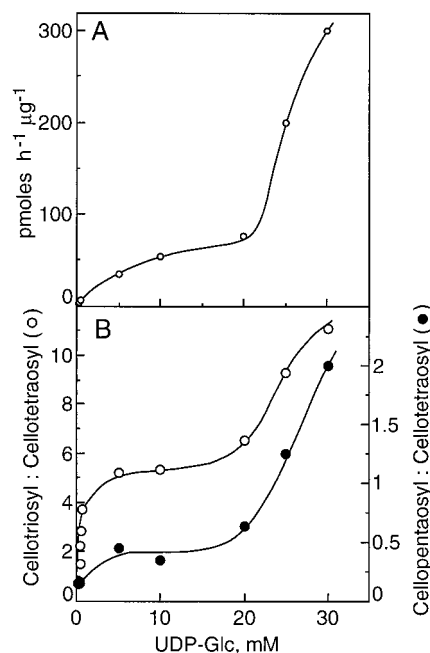 A
300
200
100
0
pmoles h⁻¹ µg⁻¹
B
10
8
6
4
2
0
Cellotriosyl : Cellotetraosyl (○)
2
1.5
1
0.5
0
Cellopentaosyl : Cellotetraosyl (●)
0 10 20 30
UDP-Glc, mM